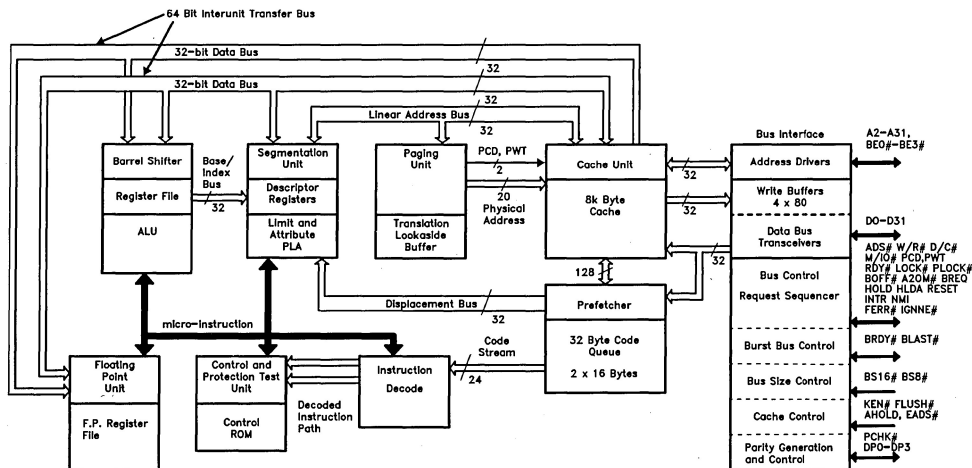 64 Bit Interunit Transfer Bus
32-bit Data Bus
32
32-bit Data Bus
32
Linear Address Bus
32
Barrel Shifter
Register File
ALU
Base/
Index
Bus
32
Segmentation
Unit
Descriptor
Registers
Limit and
Attribute
PLA
Paging
Unit
Translation
Lookaside
Buffer
PCD, PWT
2
20
Physical
Address
Cache Unit
8k Byte
Cache
32
32
32
128
Displacement Bus
32
Prefetcher
32 Byte Code
Queue
2 x 16 Bytes
micro-instruction
Code
Stream
24
Floating
Point
Unit
F.P. Register
File
Control and
Protection Test
Unit
Control
ROM
Decoded
Instruction
Path
Instruction
Decode
Bus Interface
Address Drivers
Write Buffers
4 x 80
Data Bus
Transceivers
Bus Control
Request Sequencer
Burst Bus Control
Bus Size Control
Cache Control
Parity Generation
and Control
A2-A31,
BE0#-BE3#
D0-D31
ADS# W/R# D/C#
M/IO# PCD,PWT
RDY# LOCK# PLOCK#
BOFF# A20M# BREQ
HOLD HLDA RESET
INTR NMI
FERR# IGNNE#
BRDY# BLAST#
BS16# BS8#
KEN# FLUSH#
AHOLD, EADS#
PCHK#
DP0-DP3